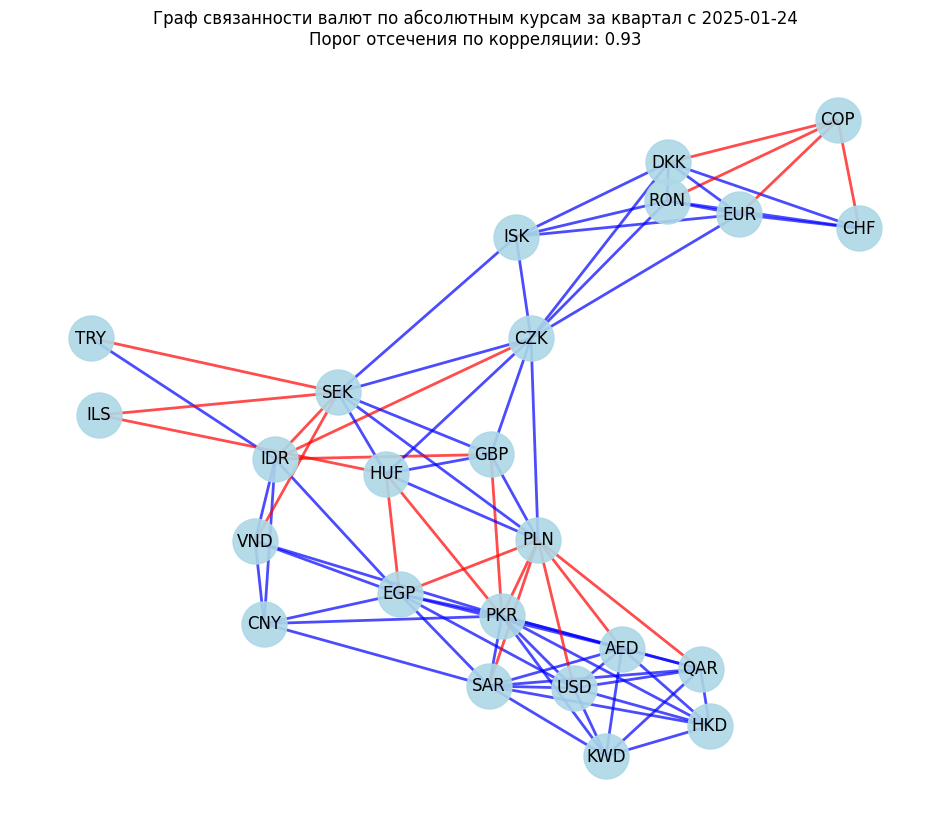 Граф связанности валют по абсолютным курсам за квартал с 2025-01-24
Порог отсечения по корреляции: 0.93
COP
DKK
RON
EUR
CHF
ISK
TRY
CZK
SEK
ILS
IDR
GBP
HUF
VND
PLN
EGP
CNY
PKR
AED
QAR
SAR
USD
HKD
KWD